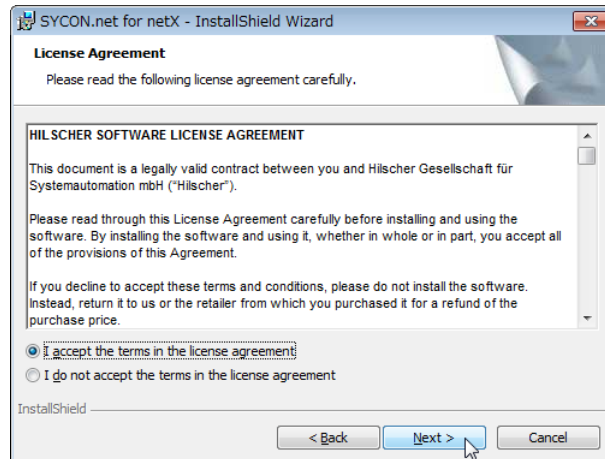 SYCON.net for netX - InstallShield Wizard
License Agreement
Please read the following license agreement carefully.
HILSCHER SOFTWARE LICENSE AGREEMENT
This document is a legally valid contract between you and Hilscher Gesellschaft für
Systemautomation mbH ("Hilscher").
Please read through this License Agreement carefully before installing and using the
software. By installing the software and using it, whether in whole or in part, you accept all
of the provisions of this Agreement.
If you decline to accept these terms and conditions, please do not install the software.
Instead, return it to us or the retailer from which you purchased it for a refund of the
purchase price.
I accept the terms in the license agreement
I do not accept the terms in the license agreement
InstallShield
< Back Next > Cancel